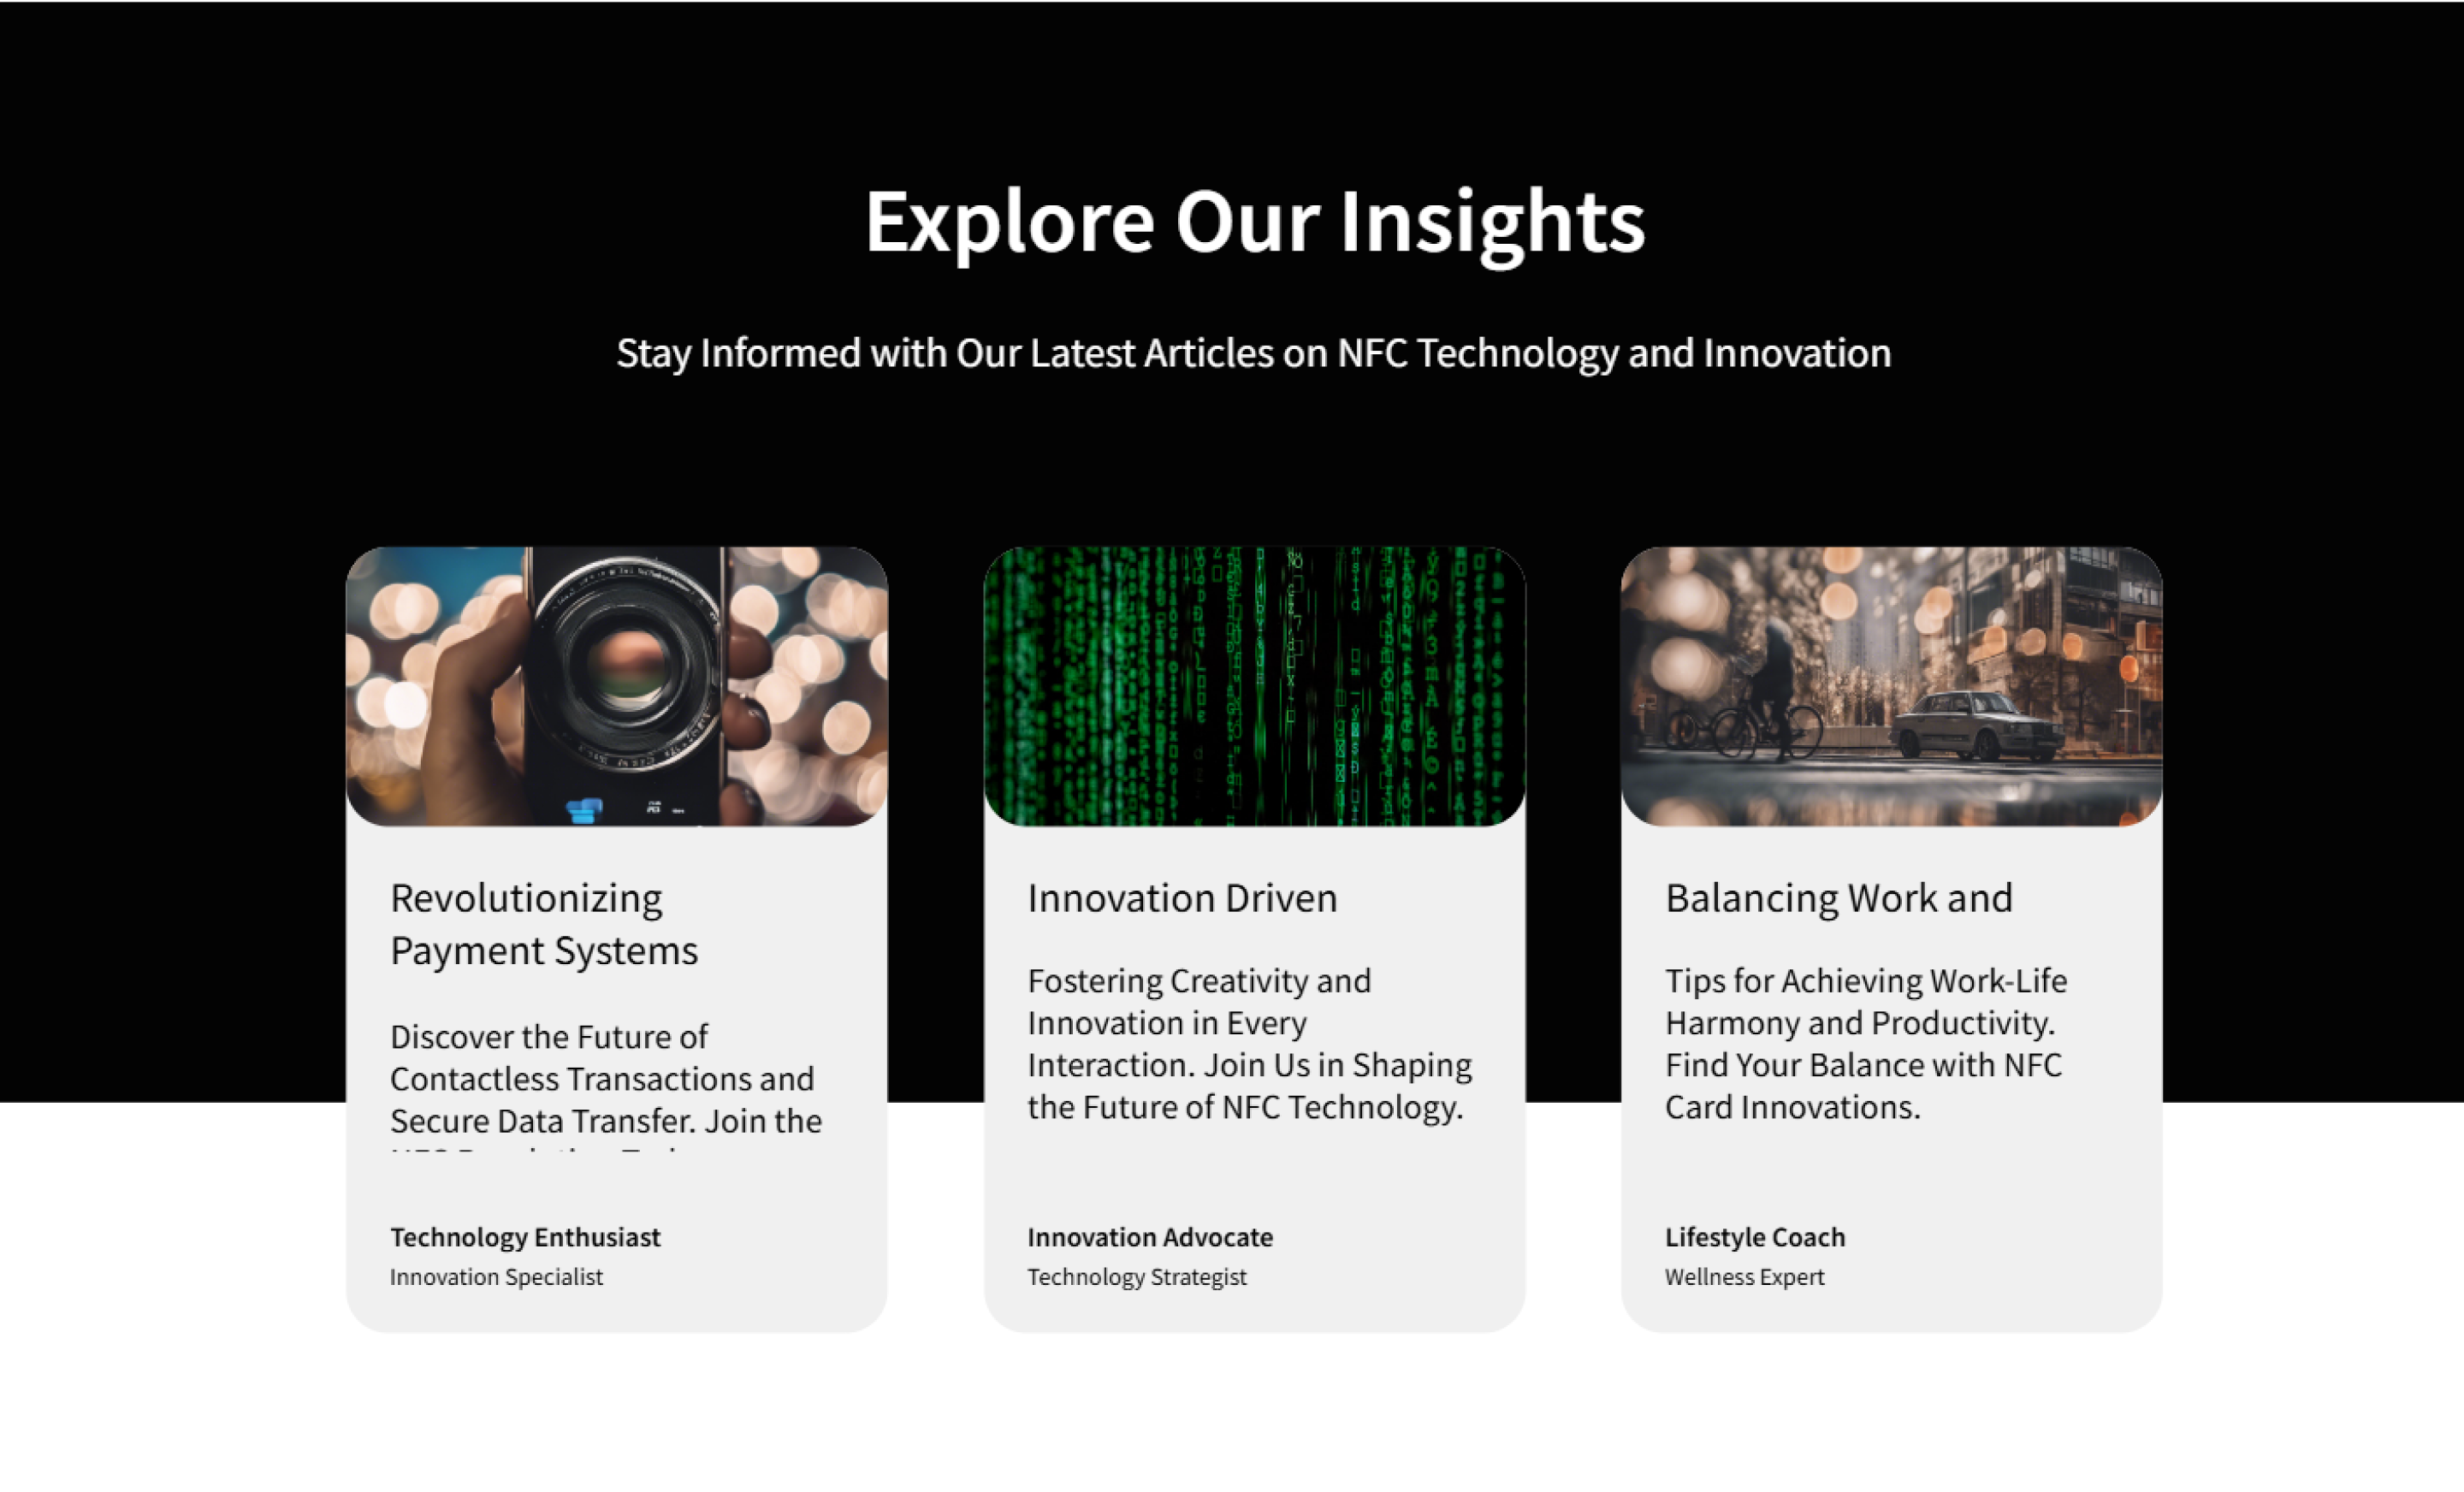 Explore Our Insights
Stay Informed with Our Latest Articles on NFC Technology and Innovation
Revolutionizing
Payment Systems
Discover the Future of
Contactless Transactions and
Secure Data Transfer. Join the
Technology Enthusiast
Innovation Specialist
Innovation Driven
Fostering Creativity and
Innovation in Every
Interaction. Join Us in Shaping
the Future of NFC Technology.
Innovation Advocate
Technology Strategist
Balancing Work and
Tips for Achieving Work-Life
Harmony and Productivity.
Find Your Balance with NFC
Card Innovations.
Lifestyle Coach
Wellness Expert